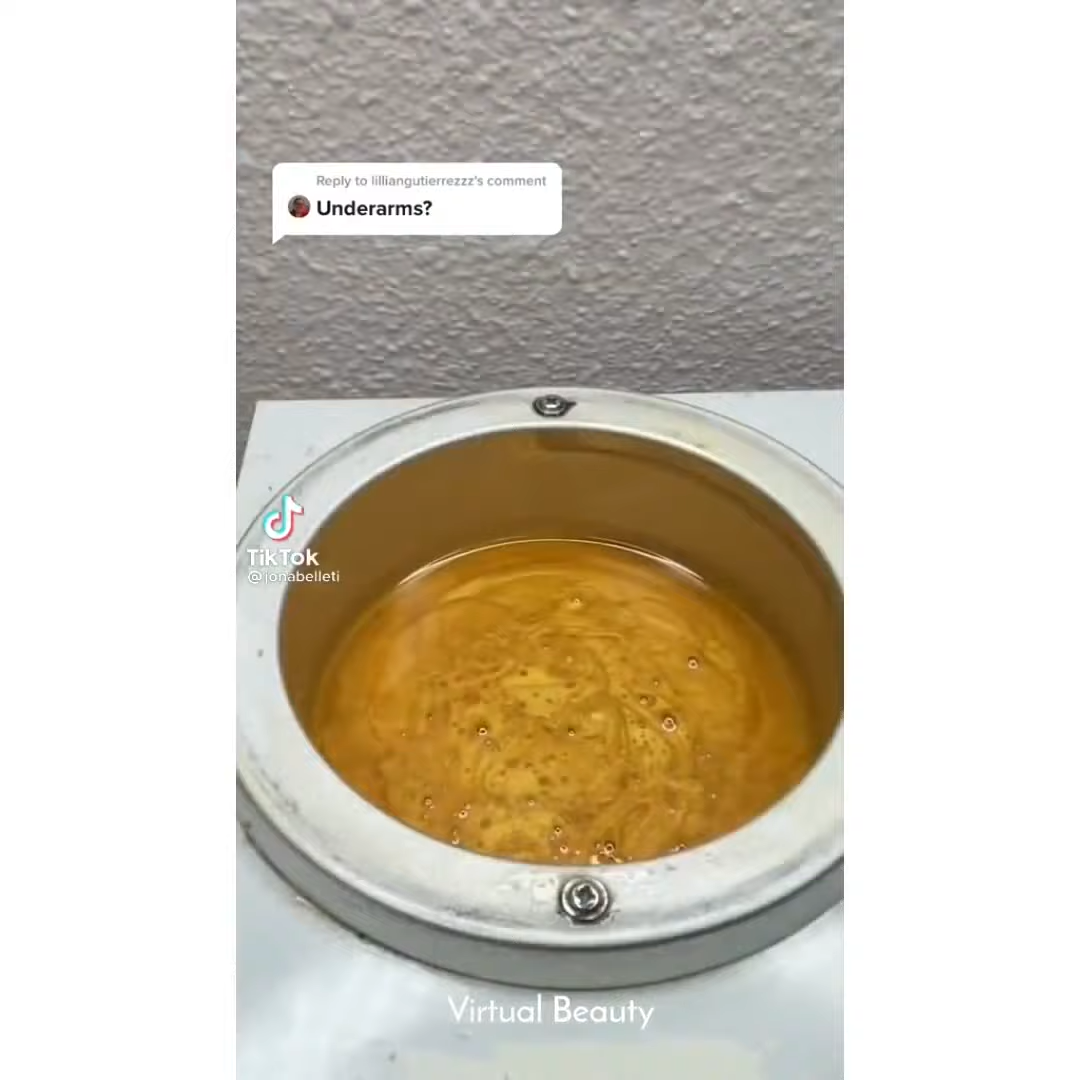 Reply to lilliangutierrezzz's comment
Underarms?
TikTok
@jonabelleti
Virtual Beauty